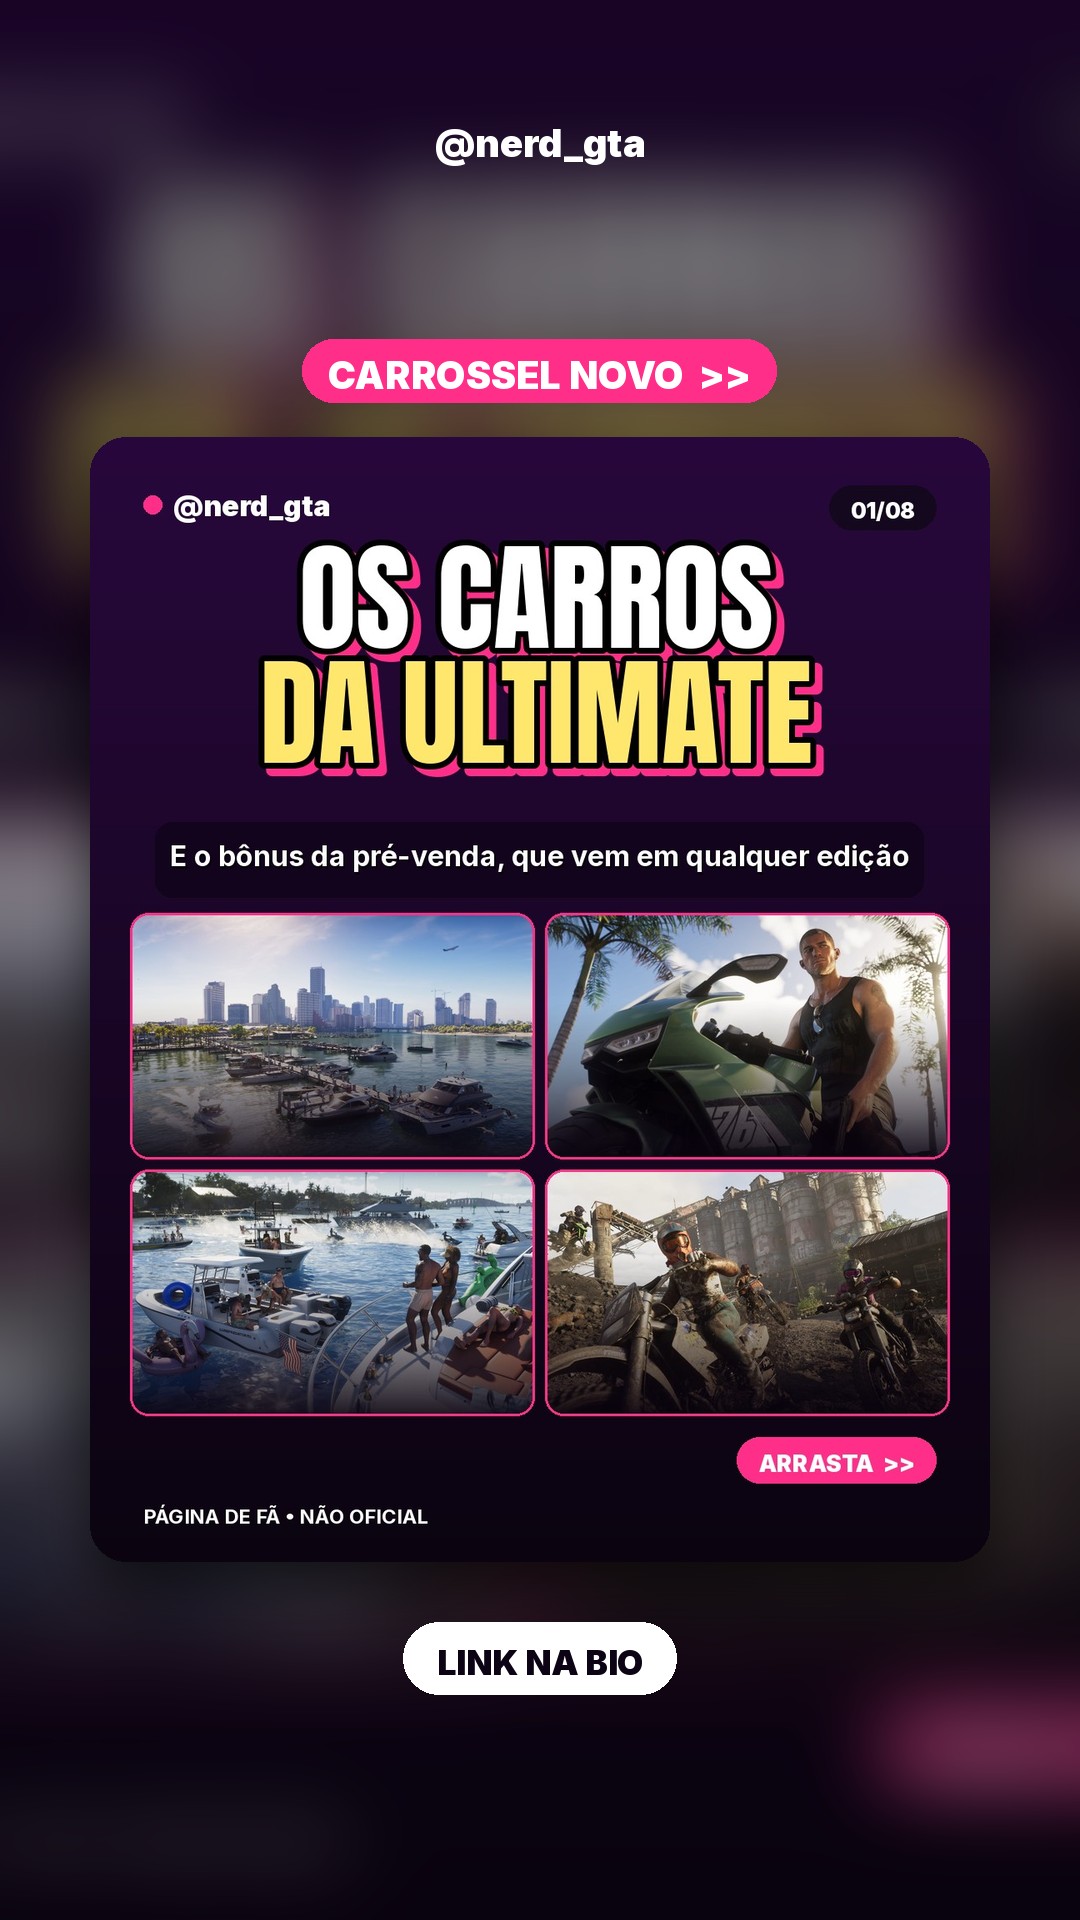 @nerd_gta
CARROSSEL NOVO >>
@nerd_gta
01/08
OS CARROS
DA ULTIMATE
E o bônus da pré-venda, que vem em qualquer edição
ARRASTA >>
PÁGINA DE FÃ • NÃO OFICIAL
LINK NA BIO